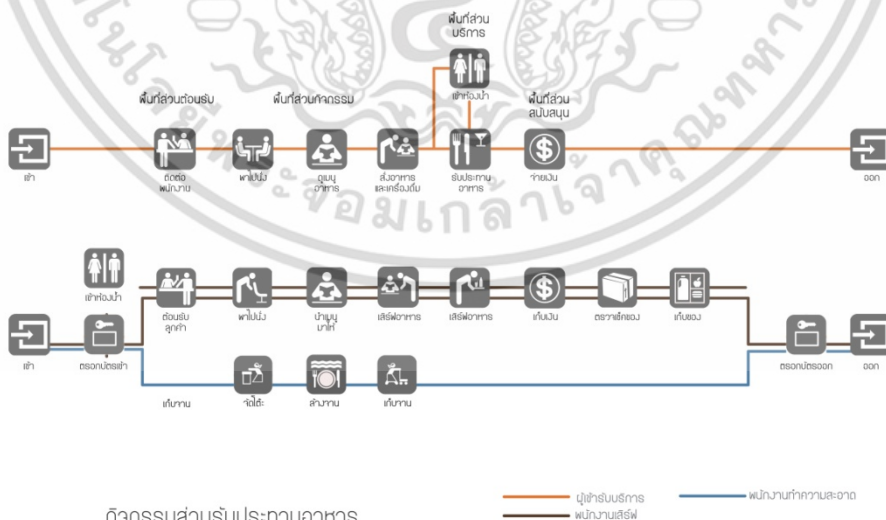 พื้นที่ส่วน
บริการ
เข้าห้องน้ำ
พื้นที่ส่วนต้อนรับ
พื้นที่ส่วนกิจกรรม
พื้นที่ส่วน
สนับสนุน
เข้า
ติดต่อ
พนักงาน
พาไปนั่ง
ดูเมนู
อาหาร
สั่งอาหาร
และเครื่องดื่ม
รับประทาน
อาหาร
จ่ายเงิน
ออก
เข้าห้องน้ำ
ต้อนรับ
ลูกค้า
พาไปนั่ง
นำเมนู
มาให้
เสิร์ฟอาหาร
เสิร์ฟอาหาร
เก็บเงิน
ตรวจเช็คของ
เก็บของ
เข้า
ตรอกบัตรเข้า
ตรอกบัตรออก
ออก
เก็บจาน
จัดโต๊ะ
ล้างจาน
เก็บจาน
ผู้เข้ารับบริการ
พนักงานทำความสะอาด
พนักงานเสิร์ฟ
กิจกรรมส่วนรับประทานอาหาร